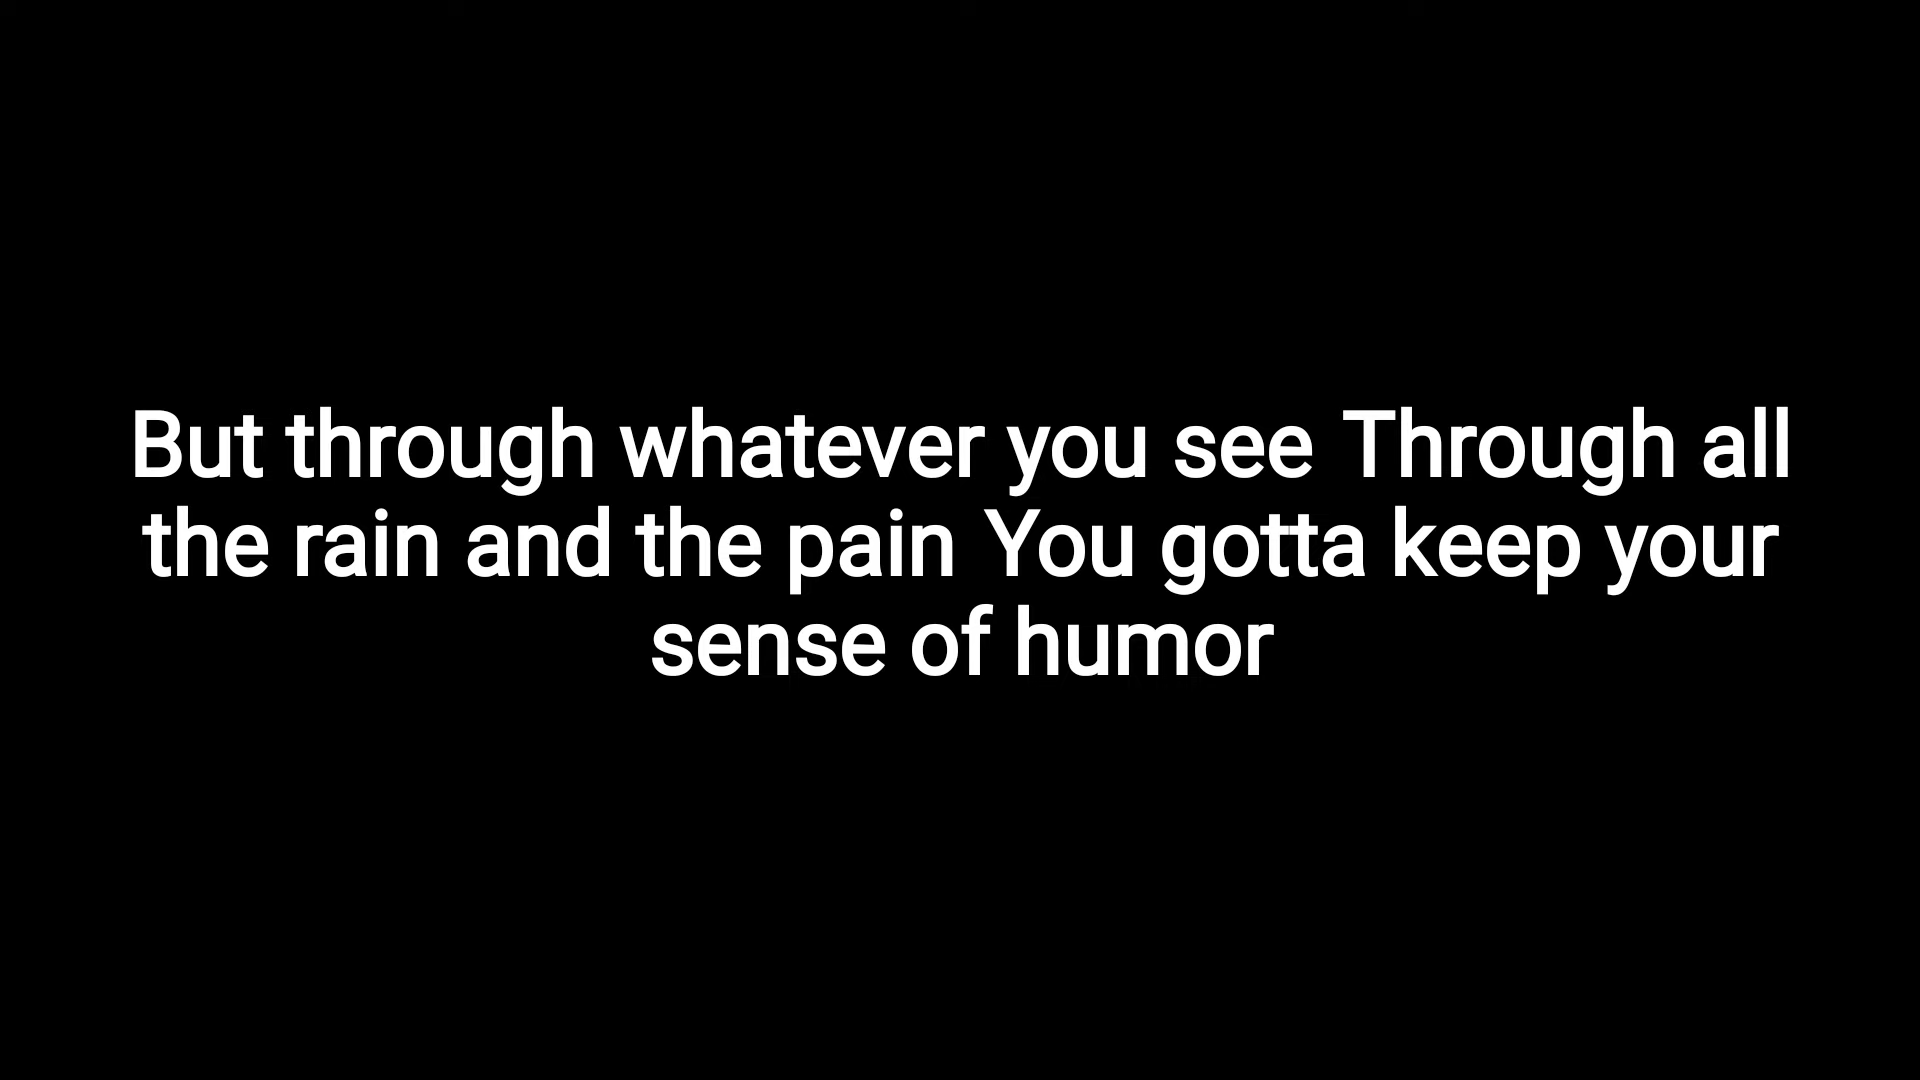 But through whatever you see Through all
the rain and the pain You gotta keep your
sense of humor